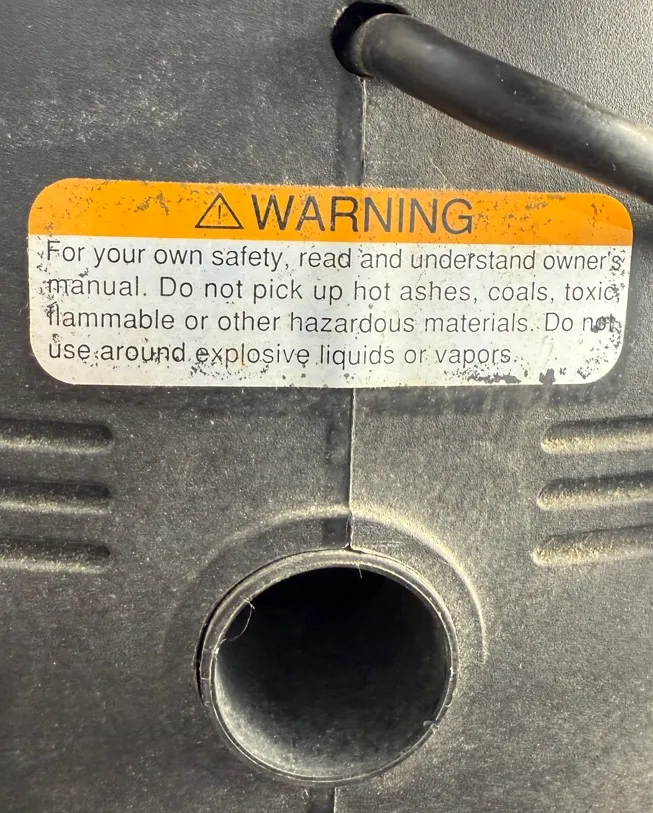 ⚠ WARNING
For your own safety, read and understand owner's
manual. Do not pick up hot ashes, coals, toxic,
flammable or other hazardous materials. Do not
use around explosive liquids or vapors.